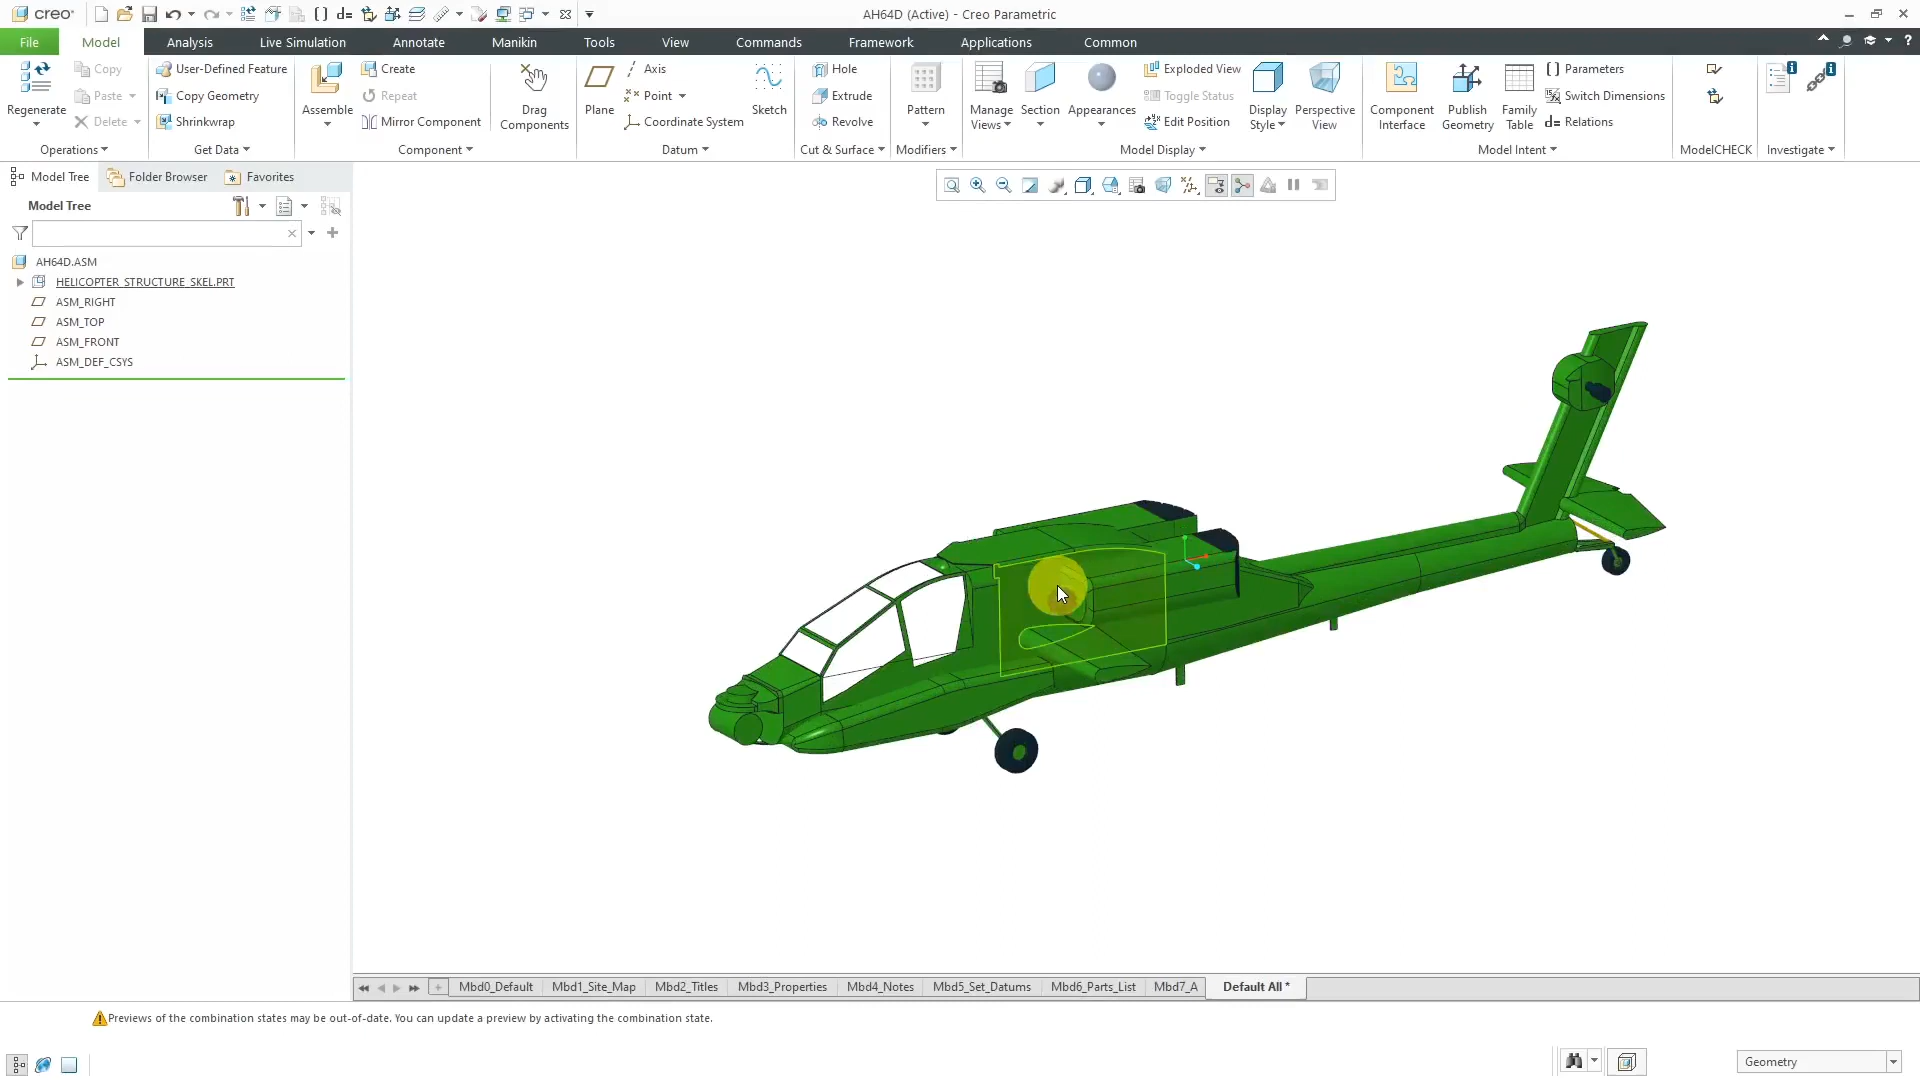 creo
AH64D (Active) - Creo Parametric
File Model Analysis Live Simulation Annotate Manikin Tools View Commands Framework Applications Common
Regenerate
Copy
Paste
Delete
Operations
User-Defined Feature
Copy Geometry
Shrinkwrap
Get Data
Assemble
Create
Repeat
Mirror Component
Drag Components
Component
Plane
Axis
Point
Coordinate System
Sketch
Datum
Hole
Extrude
Revolve
Cut & Surface
Pattern
Modifiers
Manage Views
Section
Appearances
Exploded View
Toggle Status
Edit Position
Display Style
Perspective View
Model Display
Component Interface
Publish Geometry
Family Table
Parameters
Switch Dimensions
d= Relations
Model Intent
ModelCHECK
Investigate
Model Tree Folder Browser Favorites
Model Tree
AH64D.ASM
HELICOPTER_STRUCTURE_SKEL.PRT
ASM_RIGHT
ASM_TOP
ASM_FRONT
ASM_DEF_CSYS
Mbd0_Default Mbd1_Site_Map Mbd2_Titles Mbd3_Properties Mbd4_Notes Mbd5_Set_Datums Mbd6_Parts_List Mbd7_A Default All *
Previews of the combination states may be out-of-date. You can update a preview by activating the combination state.
Geometry